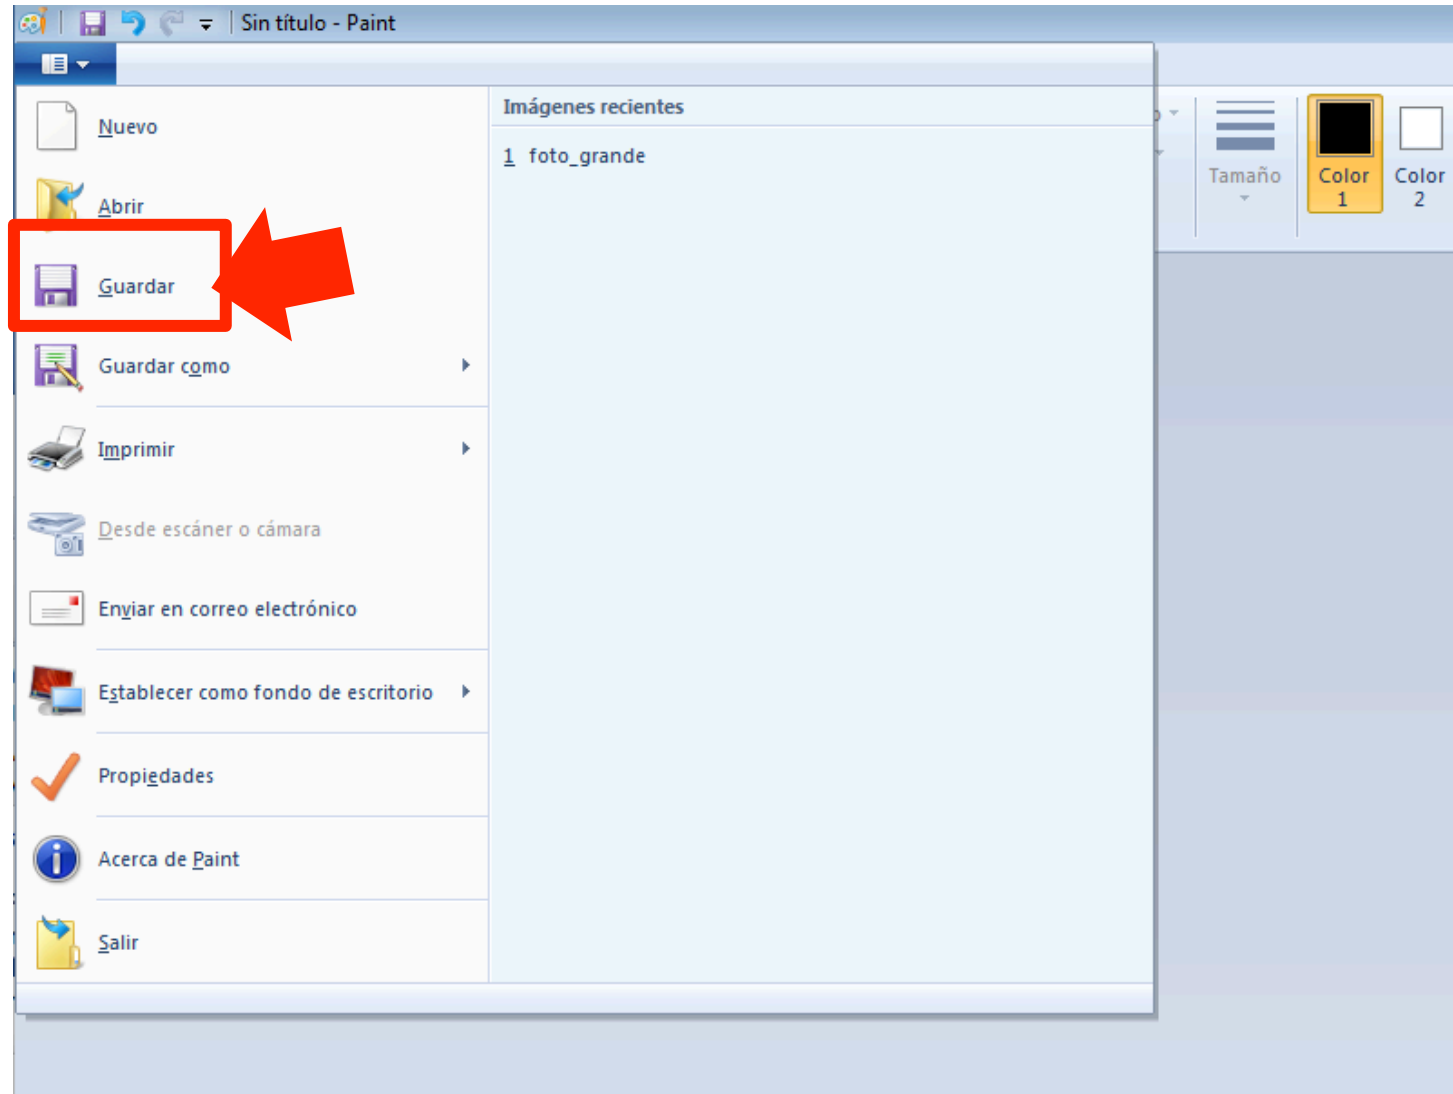 Sin título - Paint
Nuevo
Abrir
Guardar
Guardar como
Imprimir
Desde escáner o cámara
Enviar en correo electrónico
Establecer como fondo de escritorio
Propiedades
Acerca de Paint
Salir
Imágenes recientes
1 foto_grande
Tamaño
Color
1
Color
2